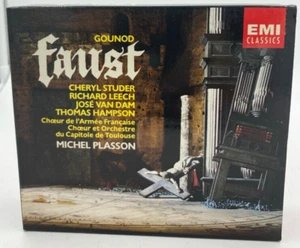 GOUNOD
faust
EMI
CLASSICS
CHERYL STUDER
RICHARD LEECH
JOSÉ VAN DAM
THOMAS HAMPSON
Chœur de l'Armée Française
Chœur et Orchestre
du Capitole de Toulouse
MICHEL PLASSON